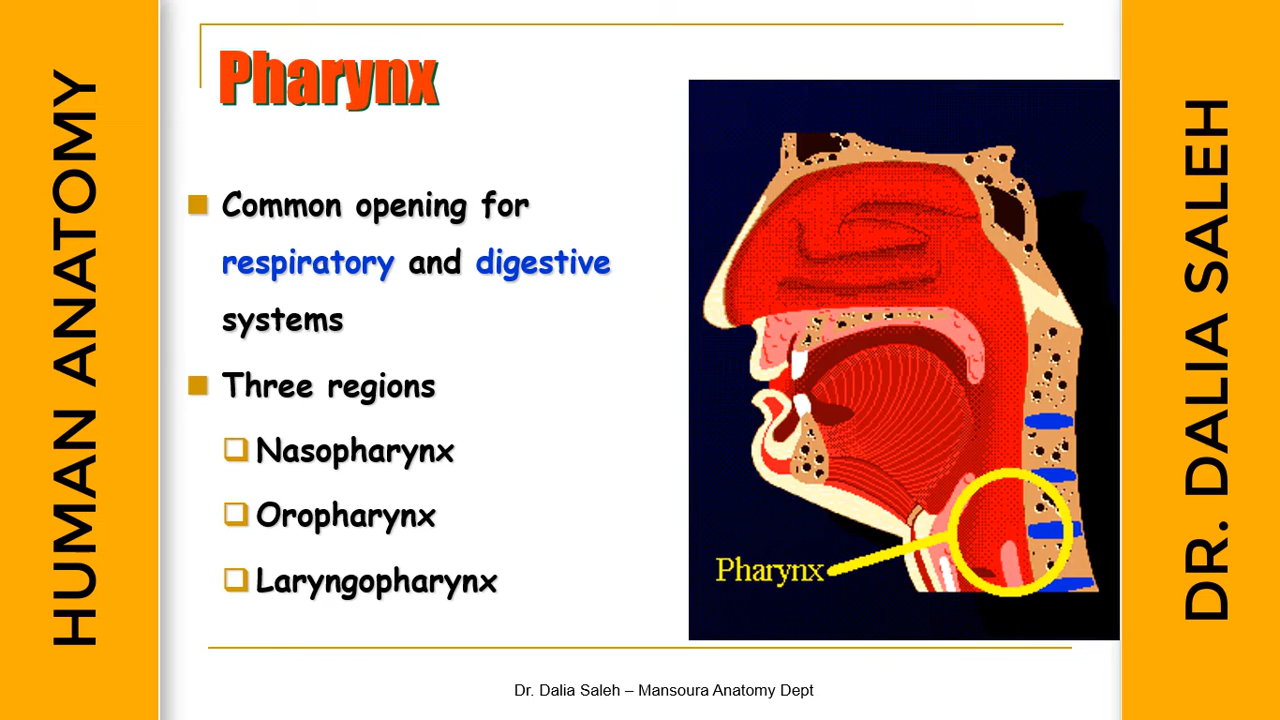 HUMAN ANATOMY
Pharynx
Common opening for
respiratory and digestive
systems
Three regions
Nasopharynx
Oropharynx
Laryngopharynx
Pharynx
Dr. Dalia Saleh – Mansoura Anatomy Dept
DR. DALIA SALEH